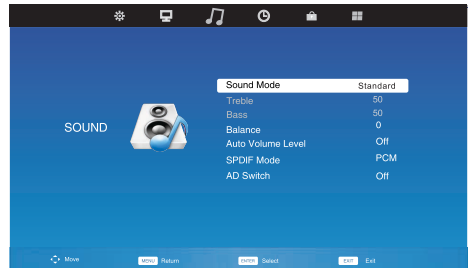 Sound Mode Standard
Treble 50
Bass 50
SOUND
Balance 0
Auto Volume Level Off
SPDIF Mode PCM
AD Switch Off
Move MENU Return ENTER Select EXIT Exit